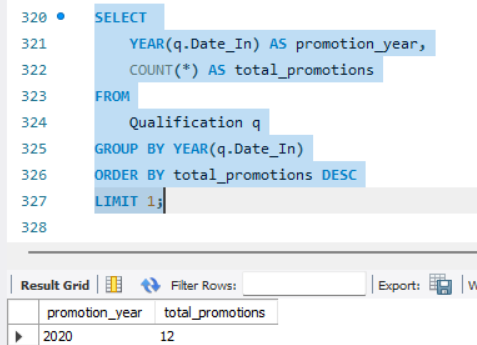 320 SELECT
321 YEAR(q.Date_In) AS promotion_year,
322 COUNT(*) AS total_promotions
323 FROM
324 Qualification q
325 GROUP BY YEAR(q.Date_In)
326 ORDER BY total_promotions DESC
327 LIMIT 1;
328
Result Grid Filter Rows: Export: W
promotion_year total_promotions
2020 12